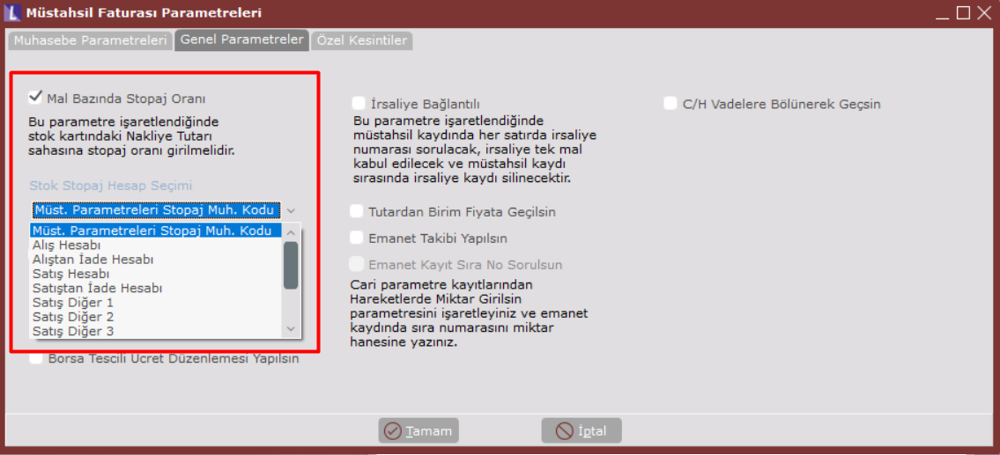 Müstahsil Faturası Parametreleri
Muhasebe Parametreleri
Genel Parametreler
Özel Kesintiler
Mal Bazında Stopaj Oranı
Bu parametre işaretlendiğinde
stok kartındaki Nakliye Tutarı
sahasına stopaj oranı girilmelidir.
Stok Stopaj Hesap Seçimi
Müst. Parametreleri Stopaj Muh. Kodu
Müst. Parametreleri Stopaj Muh. Kodu
Alış Hesabı
Alıştan İade Hesabı
Satış Hesabı
Satıştan İade Hesabı
Satış Diğer 1
Satış Diğer 2
Satış Diğer 3
Borsa Tescili Ücret Düzenlemesi Yapılsın
İrsaliye Bağlantılı
Bu parametre işaretlendiğinde
müstahsil kaydında her satırda irsaliye
numarası sorulacak, irsaliye tek mal
kabul edilecek ve müstahsil kaydı
sırasında irsaliye kaydı silinecektir.
Tutardan Birim Fiyata Geçilsin
Emanet Takibi Yapılsın
Emanet Kayıt Sıra No Sorulsun
Cari parametre kayıtlarından
Hareketlerde Miktar Girilsin
parametresini işaretleyiniz ve emanet
kaydında sıra numarasını miktar
hanesine yazınız.
C/H Vadelere Bölünerek Geçsin
Tamam
İptal